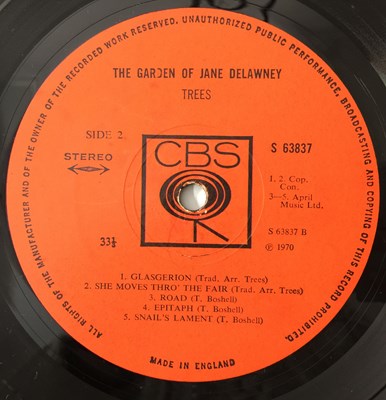 ALL RIGHTS OF THE MANUFACTURER AND OF THE OWNER OF THE RECORDED WORK RESERVED. UNAUTHORIZED PUBLIC PERFORMANCE, BROADCASTING AND COPYING OF THIS RECORD PROHIBITED.
THE GARDEN OF JANE DELAWNEY
TREES
SIDE 2
STEREO
CBS
S 63837
1. 2. Cop. Con.
3—5. April Music Ltd,
S 63837 B
℗ 1970
33⅓
1. GLASGERION (Trad. Arr. Trees)
2. SHE MOVES THRO' THE FAIR (Trad. Arr. Trees)
3. ROAD (T. Boshell)
4. EPITAPH (T. Boshell)
5. SNAIL'S LAMENT (T. Boshell)
MADE IN ENGLAND